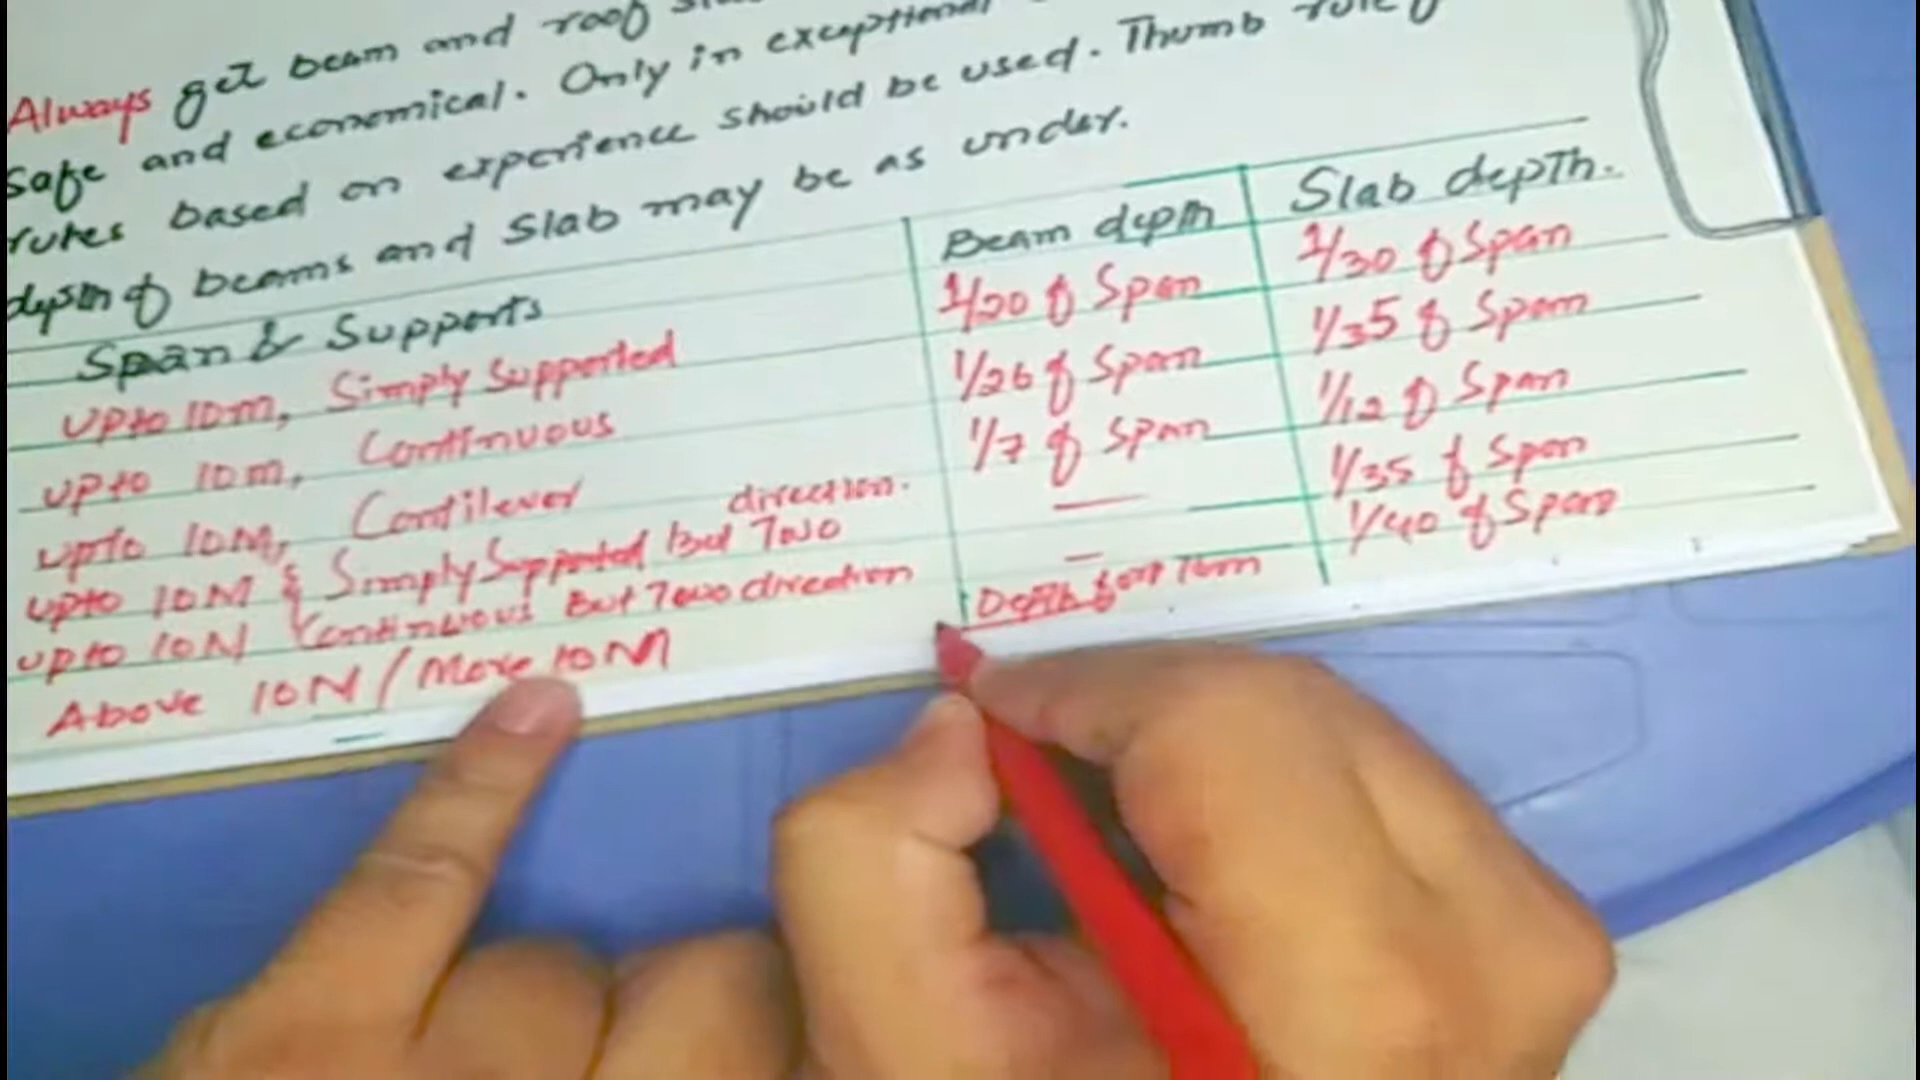 Always get beam and roof
safe and economical. Only in exceptional
rules based on experience should be used. Thumb rule
depth of beams and Slab may be as under.
Span & Supports Beam depth Slab depth.
upto 10m, Simply Supported 1/20 of Span 1/30 of Span
upto 10m, Continuous 1/26 of Span 1/35 of Span
upto 10M, Cantilever 1/7 of Span 1/12 of Span
direction.
upto 10M & Simply Supported But Two — 1/35 of Span
upto 10M Continuous But Two direction — 1/40 of Span
Above 10M / More 10M Depth